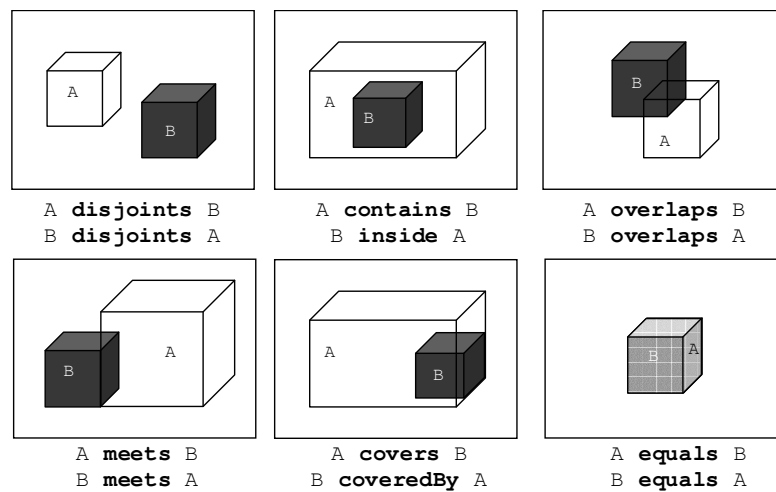 A
B
A disjoints B
B disjoints A
A
B
A contains B
B inside A
B
A
A overlaps B
B overlaps A
B
A
A meets B
B meets A
A
B
A covers B
B coveredBy A
B
A
A equals B
B equals A